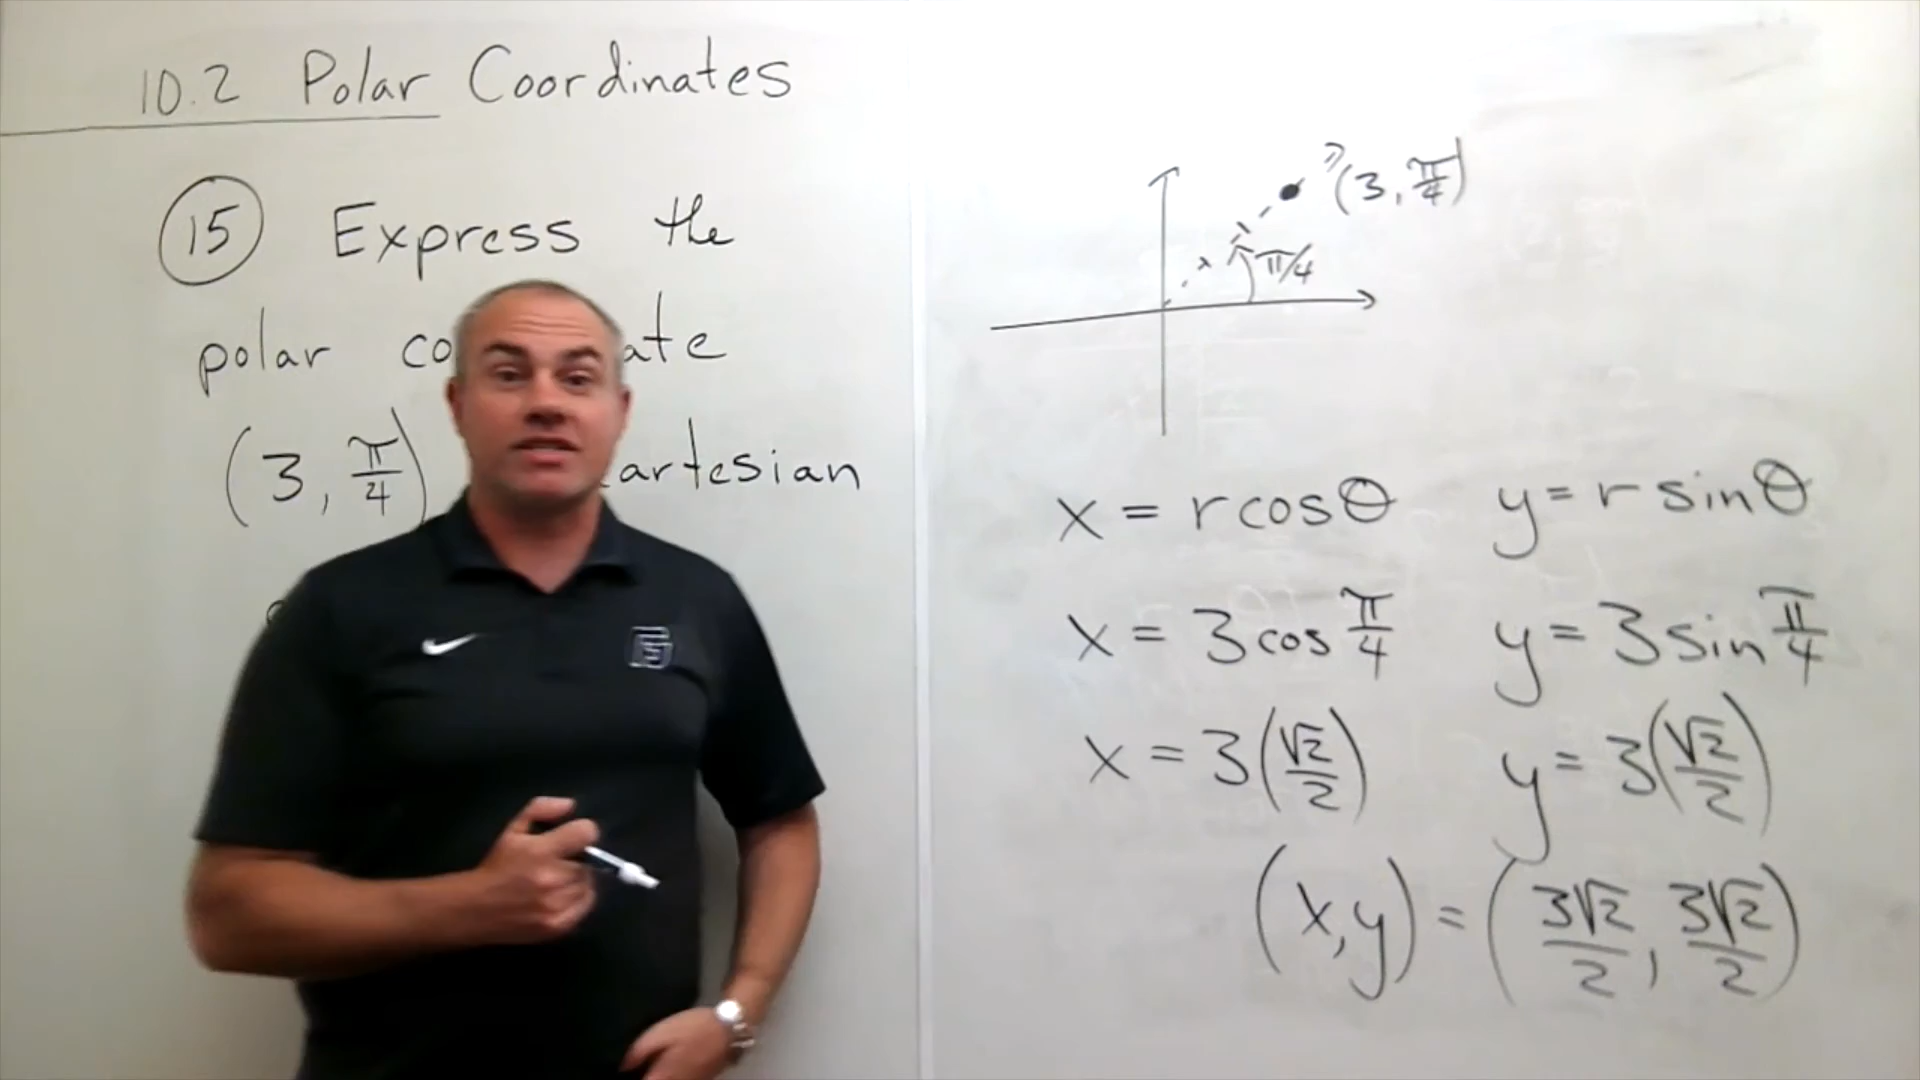 10.2 Polar Coordinates
15 Express the
polar co ate
(3, π/4) artesian
(3, π/4)
π/4
x = r cos θ y = r sin θ
x = 3 cos π/4 y = 3 sin π/4
x = 3(√2/2) y = 3(√2/2)
(x,y) = (3√2/2, 3√2/2)